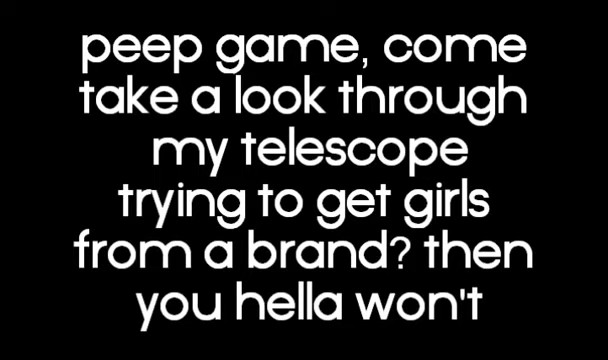 peep game, come
take a look through
my telescope
trying to get girls
from a brand? then
you hella won't